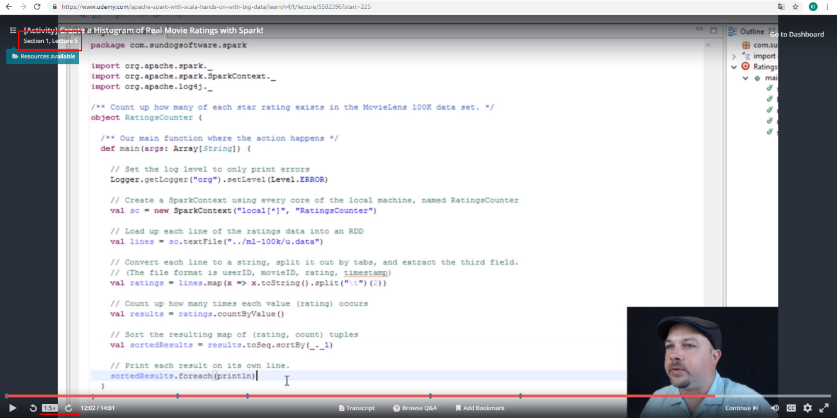 https://www.udemy.com/apache-spark-with-scala-hands-on-with-big-data/learn/v4/t/lecture/5582396?start=225
[Activity] Create a Histogram of Real Movie Ratings with Spark!
Section 1, Lecture 5
Resources available
Outline
Go to Dashboard
package com.sundogsoftware.spark
com.su
import org.apache.spark._
import
import org.apache.spark.SparkContext._
Ratings
import org.apache.log4j._
mai
/** Count up how many of each star rating exists in the MovieLens 100K data set. */
object RatingsCounter {
/** Our main function where the action happens */
def main(args: Array[String]) {
// Set the log level to only print errors
Logger.getLogger("org").setLevel(Level.ERROR)
// Create a SparkContext using every core of the local machine, named RatingsCounter
val sc = new SparkContext("local[*]", "RatingsCounter")
// Load up each line of the ratings data into an RDD
val lines = sc.textFile("../ml-100k/u.data")
// Convert each line to a string, split it out by tabs, and extract the third field.
// (The file format is userID, movieID, rating, timestamp)
val ratings = lines.map(x => x.toString().split("\t")(2))
// Count up how many times each value (rating) occurs
val results = ratings.countByValue()
// Sort the resulting map of (rating, count) tuples
val sortedResults = results.toSeq.sortBy(_._1)
// Print each result on its own line.
sortedResults.foreach(println)
}
1.5x
12:02 / 14:01
Transcript
Browse Q&A
Add Bookmark
Continue